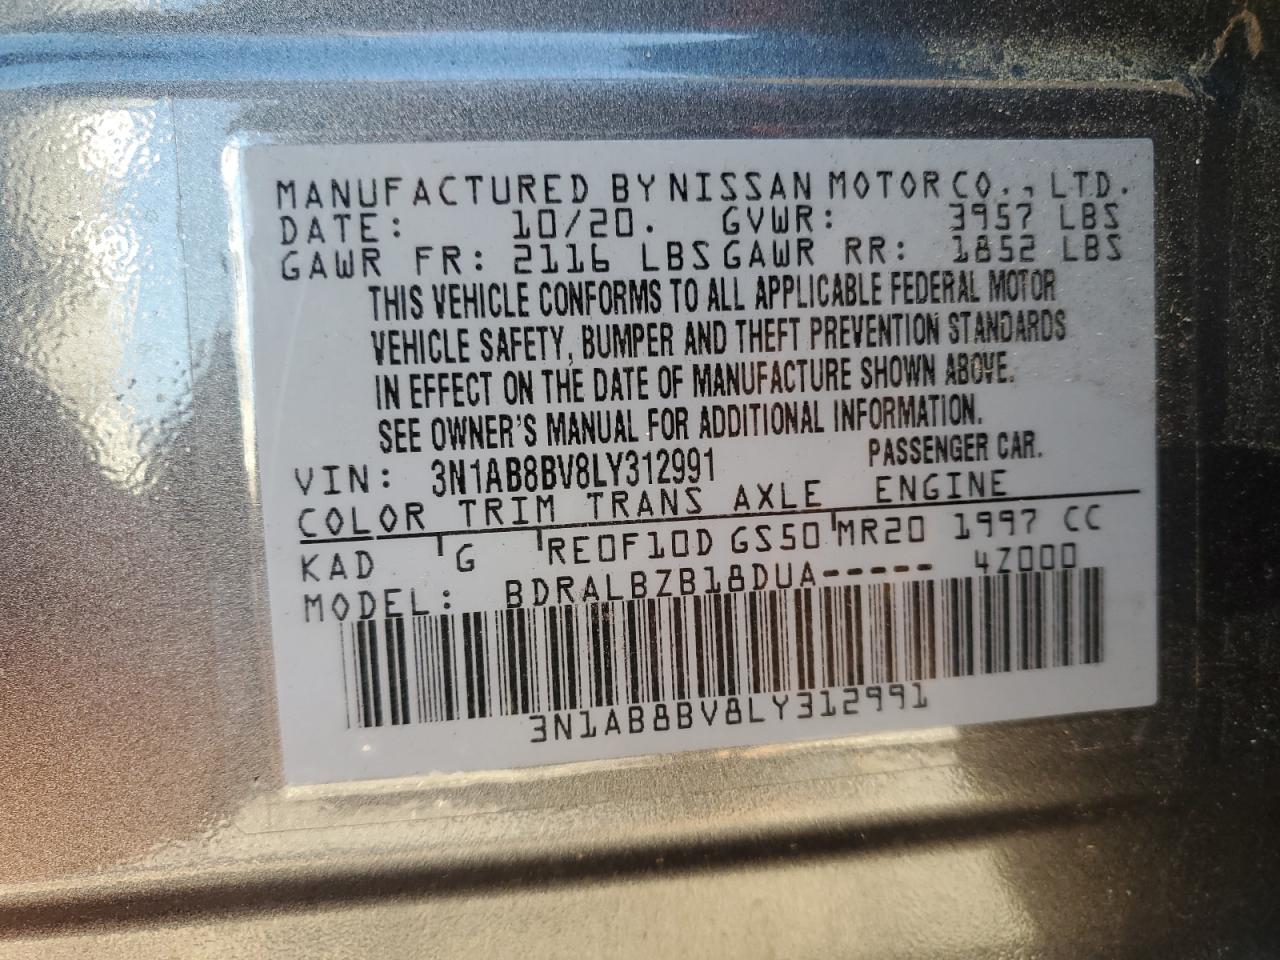 MANUFACTURED BY NISSAN MOTOR CO., LTD.
DATE: 10/20. GVWR: 3957 LBS
GAWR FR: 2116 LBS GAWR RR: 1852 LBS
THIS VEHICLE CONFORMS TO ALL APPLICABLE FEDERAL MOTOR
VEHICLE SAFETY, BUMPER AND THEFT PREVENTION STANDARDS
IN EFFECT ON THE DATE OF MANUFACTURE SHOWN ABOVE.
SEE OWNER'S MANUAL FOR ADDITIONAL INFORMATION.
VIN: 3N1AB8BV8LY312991 PASSENGER CAR.
COLOR TRIM TRANS AXLE ENGINE
KAD G RE0F10D GS50 MR20 1997 CC
MODEL: BDRALBZB18DUA----- 4Z000
3N1AB8BV8LY312991